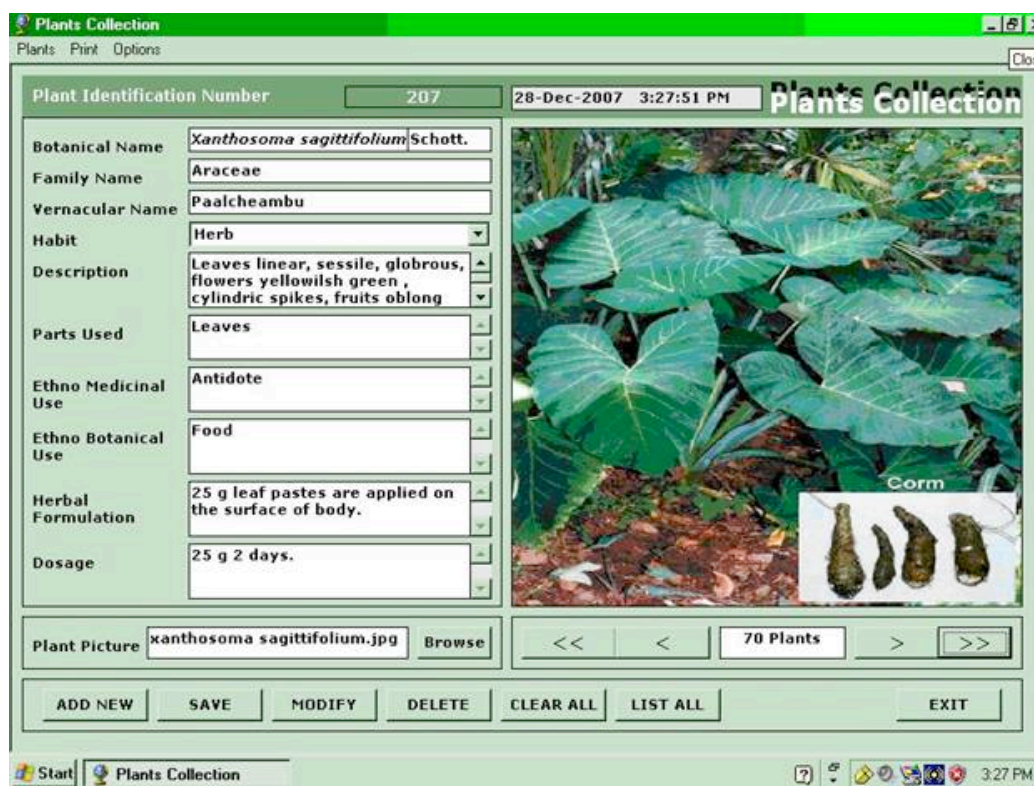 Plants Collection
Plants Print Options
Clo
Plant Identification Number 207
28-Dec-2007 3:27:51 PM
Plants Collection
Botanical Name Xanthosoma sagittifolium Schott.
Family Name Araceae
Vernacular Name Paalcheambu
Habit Herb
Description Leaves linear, sessile, globrous,
flowers yellowilsh green ,
cylindric spikes, fruits oblong
Parts Used Leaves
Ethno Medicinal
Use
Antidote
Ethno Botanical
Use
Food
Herbal
Formulation
25 g leaf pastes are applied on
the surface of body.
Dosage 25 g 2 days.
Corm
Plant Picture xanthosoma sagittifolium.jpg Browse
<< < 70 Plants > >>
ADD NEW SAVE MODIFY DELETE CLEAR ALL LIST ALL EXIT
Start Plants Collection 3:27 PM